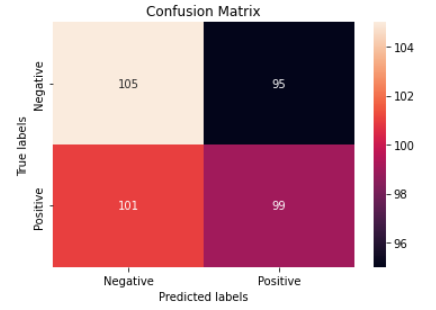 Confusion Matrix
True labels
Negative
105
95
Positive
101
99
Negative
Positive
Predicted labels
104
102
100
98
96